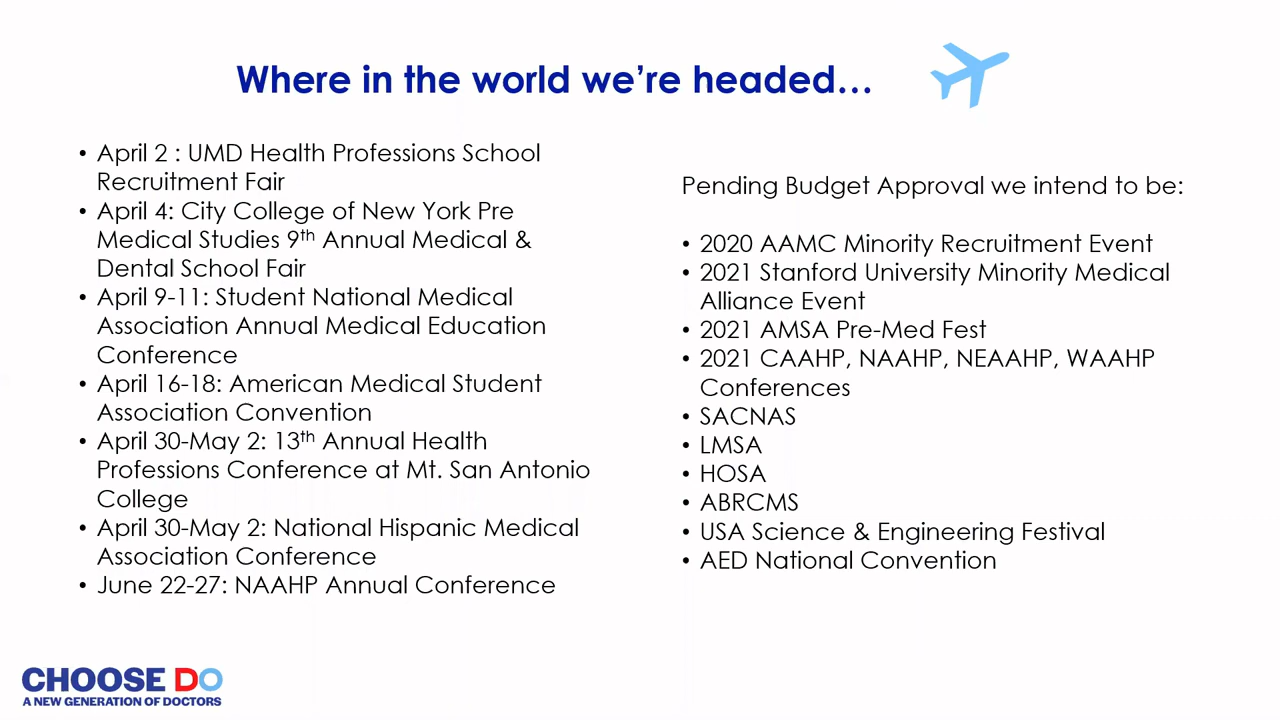 Where in the world we're headed…
• April 2 : UMD Health Professions School
Recruitment Fair
• April 4: City College of New York Pre
Medical Studies 9th Annual Medical &
Dental School Fair
• April 9-11: Student National Medical
Association Annual Medical Education
Conference
• April 16-18: American Medical Student
Association Convention
• April 30-May 2: 13th Annual Health
Professions Conference at Mt. San Antonio
College
• April 30-May 2: National Hispanic Medical
Association Conference
• June 22-27: NAAHP Annual Conference
Pending Budget Approval we intend to be:
• 2020 AAMC Minority Recruitment Event
• 2021 Stanford University Minority Medical
Alliance Event
• 2021 AMSA Pre-Med Fest
• 2021 CAAHP, NAAHP, NEAAHP, WAAHP
Conferences
• SACNAS
• LMSA
• HOSA
• ABRCMS
• USA Science & Engineering Festival
• AED National Convention
CHOOSE DO
A NEW GENERATION OF DOCTORS